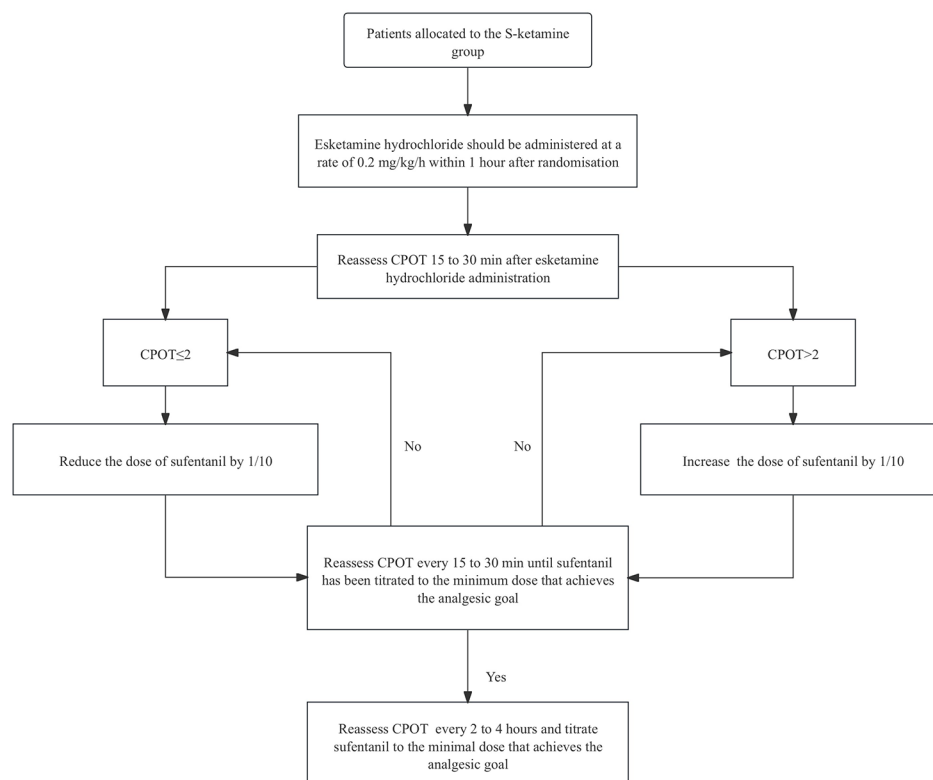 Patients allocated to the S-ketamine
group
Esketamine hydrochloride should be administered at a
rate of 0.2 mg/kg/h within 1 hour after randomisation
Reassess CPOT 15 to 30 min after esketamine
hydrochloride administration
CPOT≤2
CPOT>2
Reduce the dose of sufentanil by 1/10
No
No
Increase the dose of sufentanil by 1/10
Reassess CPOT every 15 to 30 min until sufentanil
has been titrated to the minimum dose that achieves
the analgesic goal
Yes
Reassess CPOT every 2 to 4 hours and titrate
sufentanil to the minimal dose that achieves the
analgesic goal